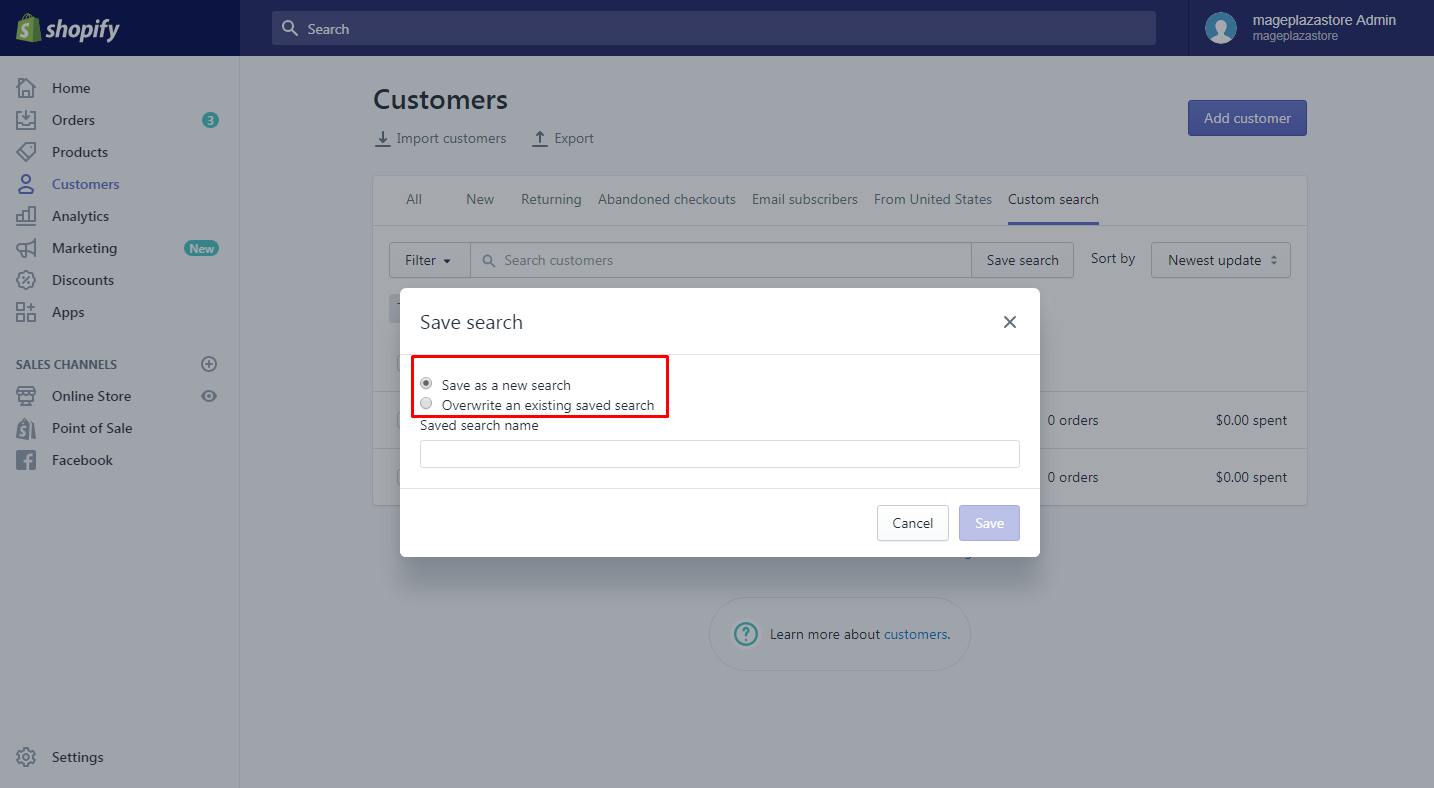 shopify
Search
mageplazastore Admin
mageplazastore
Home
Orders
3
Products
Customers
Analytics
Marketing
New
Discounts
Apps
SALES CHANNELS
Online Store
Point of Sale
Facebook
Settings
Customers
Import customers
Export
Add customer
All
New
Returning
Abandoned checkouts
Email subscribers
From United States
Custom search
Filter
Search customers
Save search
Sort by
Newest update
Save search
Save as a new search
Overwrite an existing saved search
Saved search name
Cancel
Save
0 orders
$0.00 spent
0 orders
$0.00 spent
Learn more about customers.